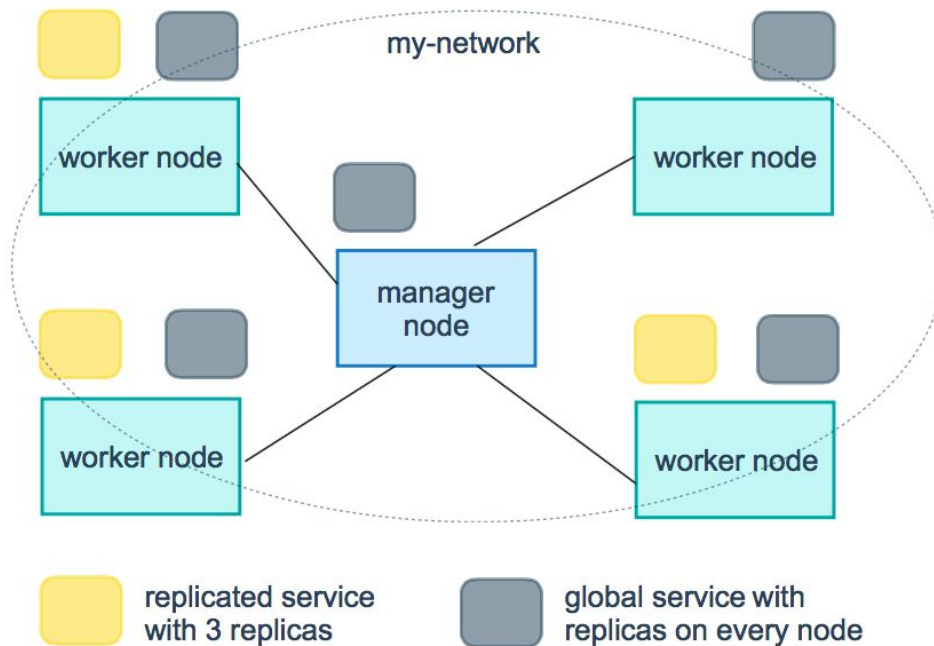 my-network
worker node
worker node
manager
node
worker node
worker node
replicated service
with 3 replicas
global service with
replicas on every node